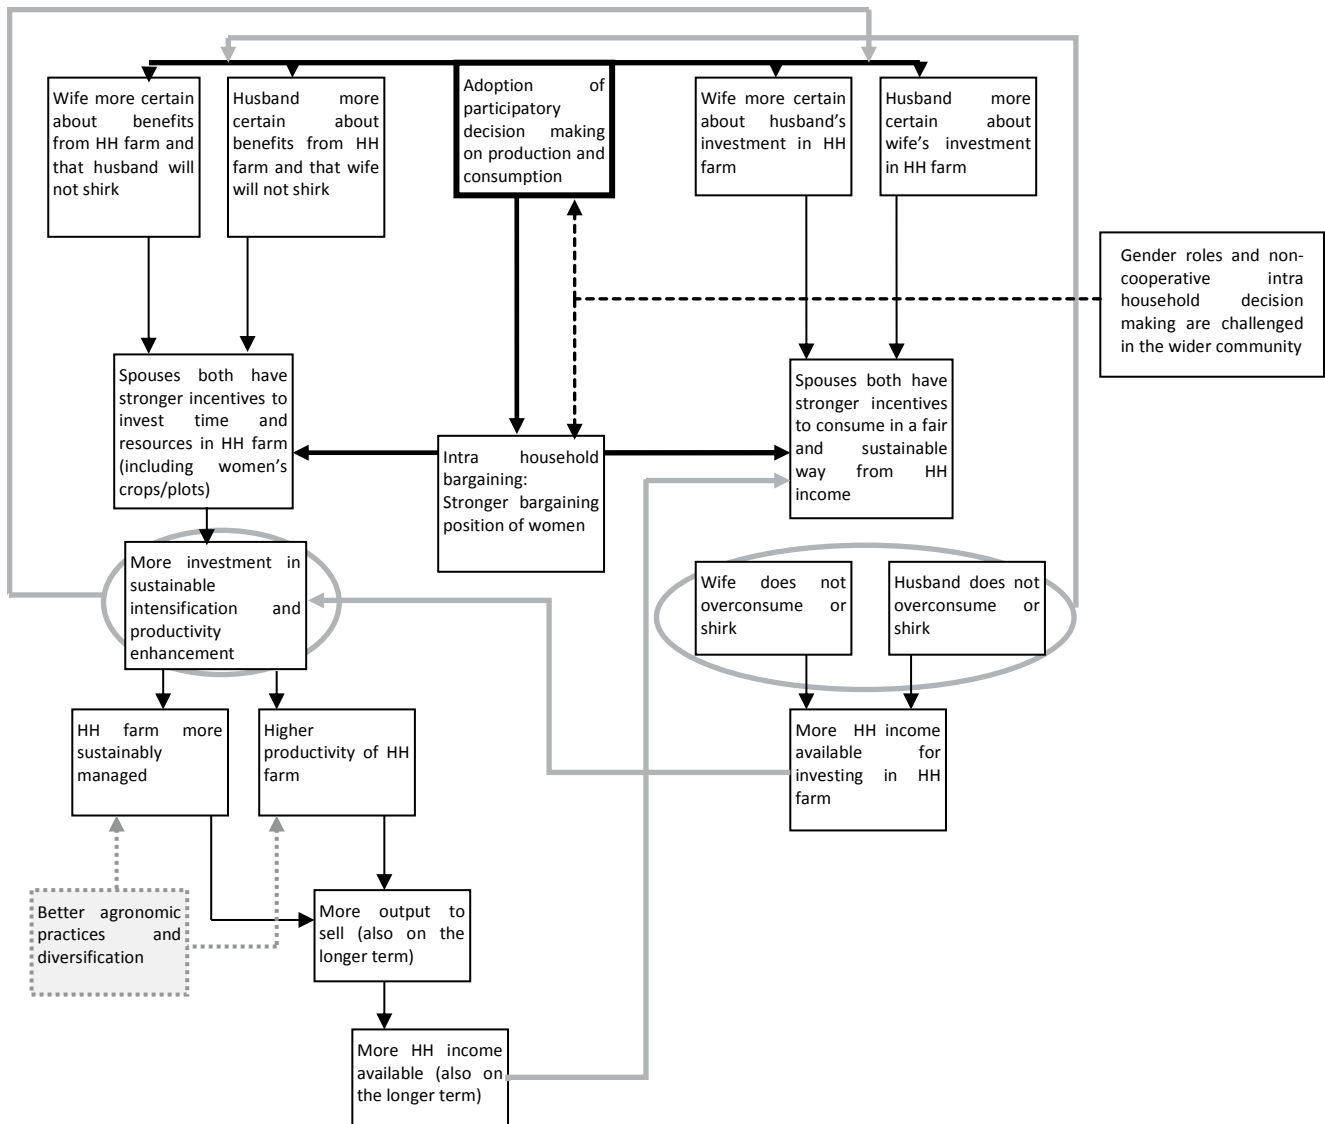 Wife more certain
about benefits
from HH farm and
that husband will
not shirk
Husband more
certain about
benefits from HH
farm and that wife
will not shirk
Adoption of
participatory
decision making
on production and
consumption
Wife more certain
about husband’s
investment in HH
farm
Husband more
certain about
wife’s investment
in HH farm
Gender roles and non-
cooperative intra
household decision
making are challenged
in the wider community
Spouses both have
stronger incentives to
invest time and
resources in HH farm
(including women’s
crops/plots)
Intra household
bargaining:
Stronger bargaining
position of women
Spouses both have
stronger incentives
to consume in a fair
and sustainable
way from HH
income
More investment in
sustainable
intensification and
productivity
enhancement
Wife does not
overconsume or
shirk
Husband does not
overconsume or
shirk
HH farm more
sustainably
managed
Higher
productivity of HH
farm
More HH income
available for
investing in HH
farm
Better agronomic
practices and
diversification
More output to
sell (also on the
longer term)
More HH income
available (also on
the longer term)